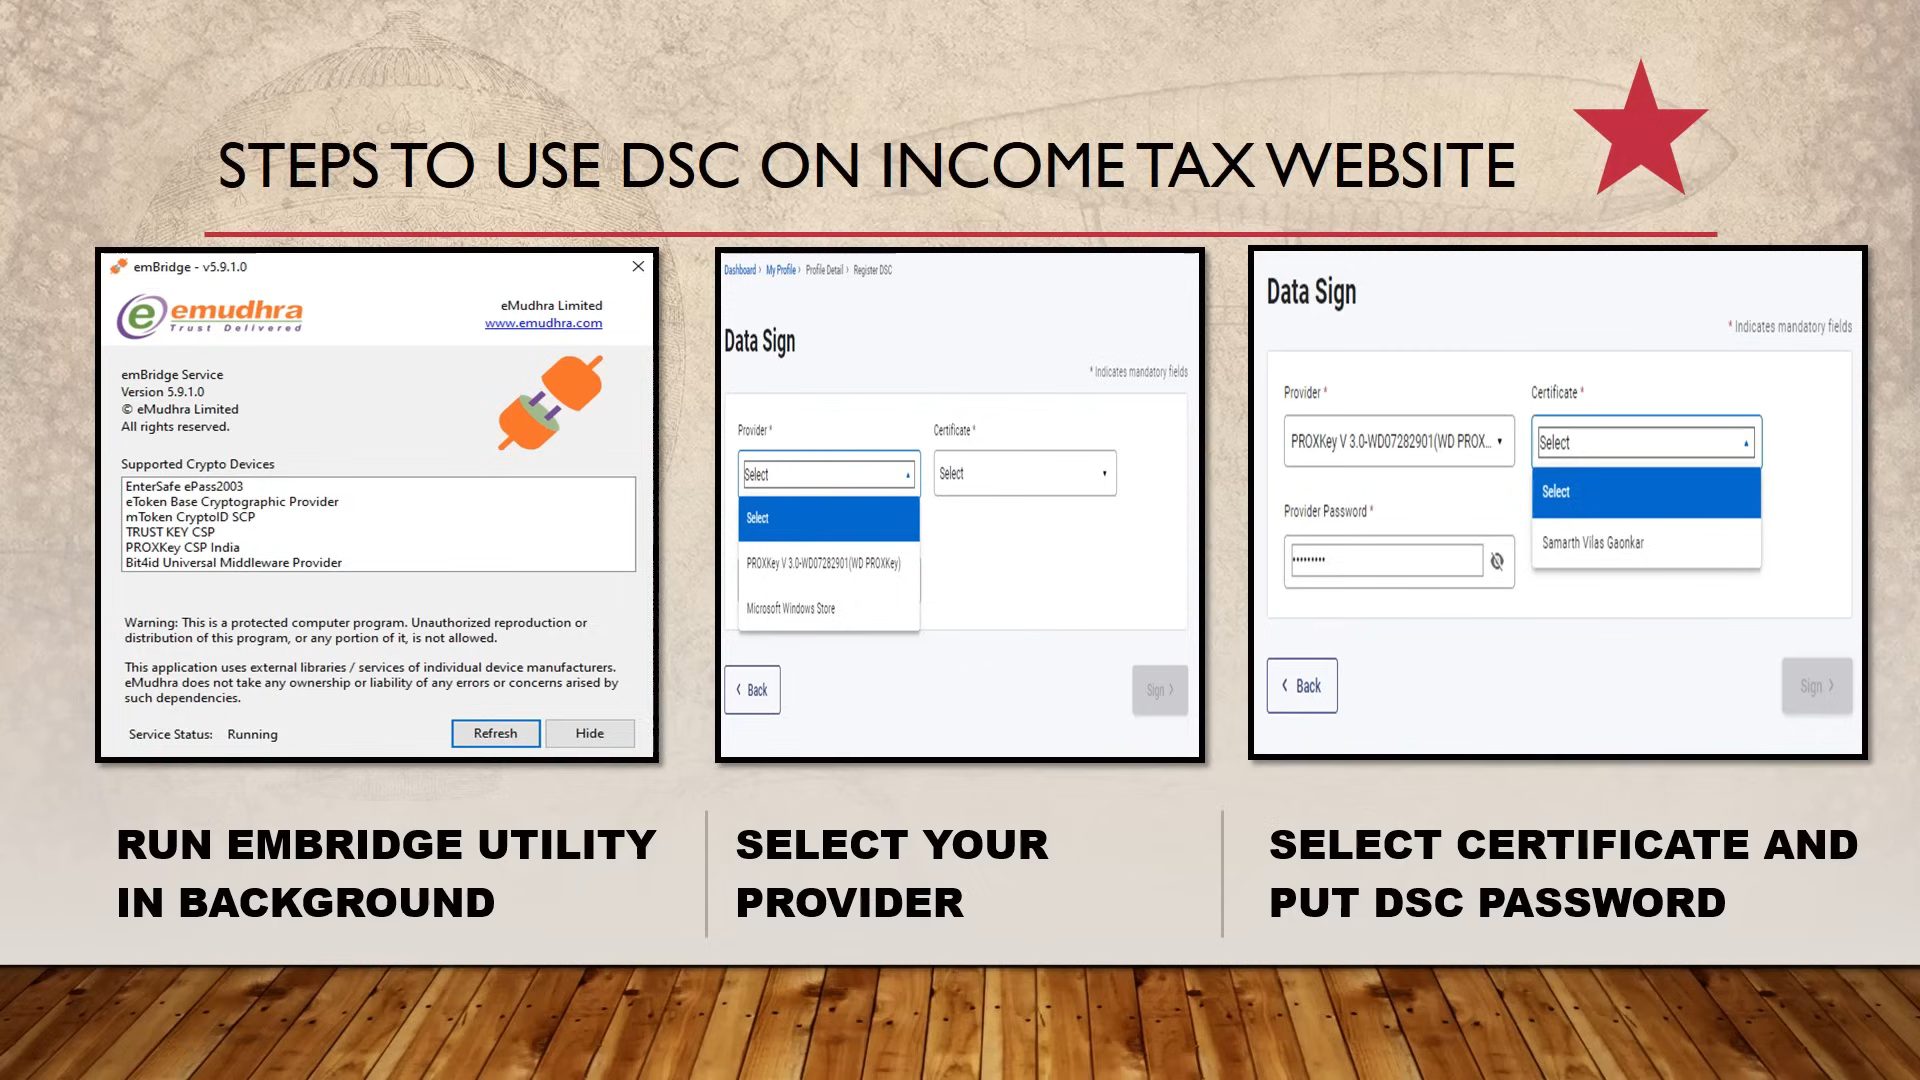 STEPS TO USE DSC ON INCOME TAX WEBSITE
emBridge - v5.9.1.0
emudhra
Trust Delivered
eMudhra Limited
www.emudhra.com
emBridge Service
Version 5.9.1.0
© eMudhra Limited
All rights reserved.
Supported Crypto Devices
EnterSafe ePass2003
eToken Base Cryptographic Provider
mToken CryptoID SCP
TRUST KEY CSP
PROXKey CSP India
Bit4id Universal Middleware Provider
Warning: This is a protected computer program. Unauthorized reproduction or
distribution of this program, or any portion of it, is not allowed.
This application uses external libraries / services of individual device manufacturers.
eMudhra does not take any ownership or liability of any errors or concerns arised by
such dependencies.
Service Status: Running
Refresh
Hide
Dashboard > My Profile > Profile Detail > Register DSC
Data Sign
* Indicates mandatory fields
Provider *
Certificate *
Select
Select
Select
PROXKey V 3.0-WD07282901(WD PROXKey)
Microsoft Windows Store
< Back
Sign >
Data Sign
* Indicates mandatory fields
Provider *
Certificate *
PROXKey V 3.0-WD07282901(WD PROX...
Select
Select
Samarth Vilas Gaonkar
Provider Password *
•••••••••
< Back
Sign >
RUN EMBRIDGE UTILITY
IN BACKGROUND
SELECT YOUR
PROVIDER
SELECT CERTIFICATE AND
PUT DSC PASSWORD